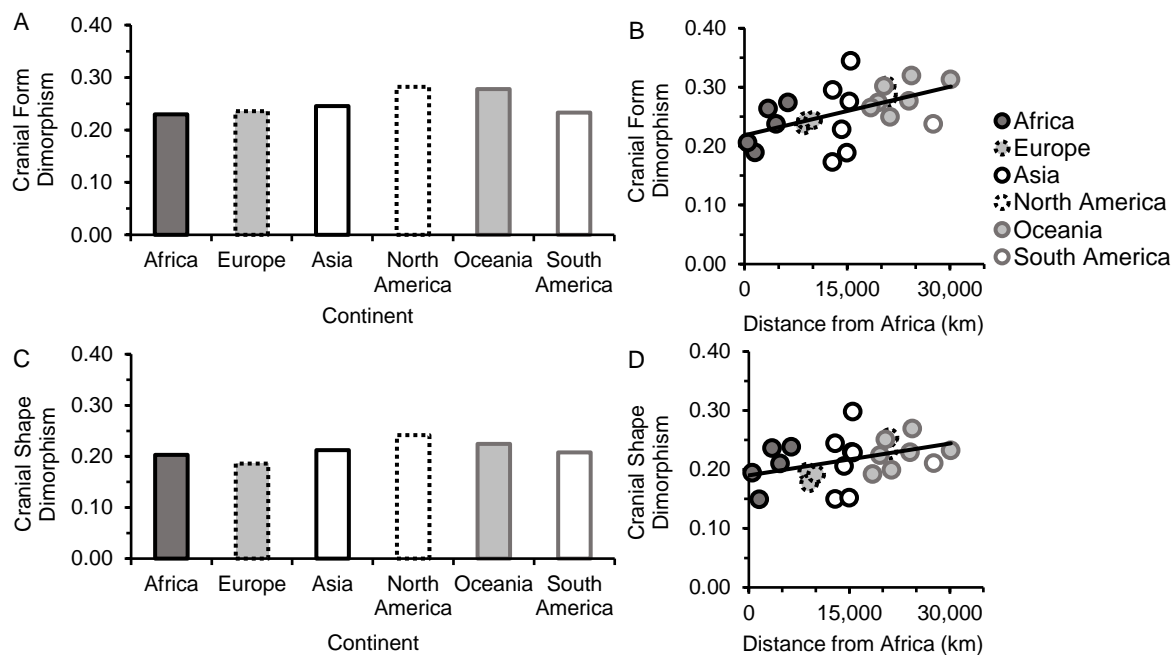 A
Cranial Form
Dimorphism
0.40
0.30
0.20
0.10
0.00
Africa Europe Asia North America Oceania South America
Continent
B
Cranial Form
Dimorphism
0.40
0.30
0.20
0.10
0.00
0 15,000 30,000
Distance from Africa (km)
Africa
Europe
Asia
North America
Oceania
South America
C
Cranial Shape
Dimorphism
0.40
0.30
0.20
0.10
0.00
Africa Europe Asia North America Oceania South America
Continent
D
Cranial Shape
Dimorphism
0.40
0.30
0.20
0.10
0.00
0 15,000 30,000
Distance from Africa (km)